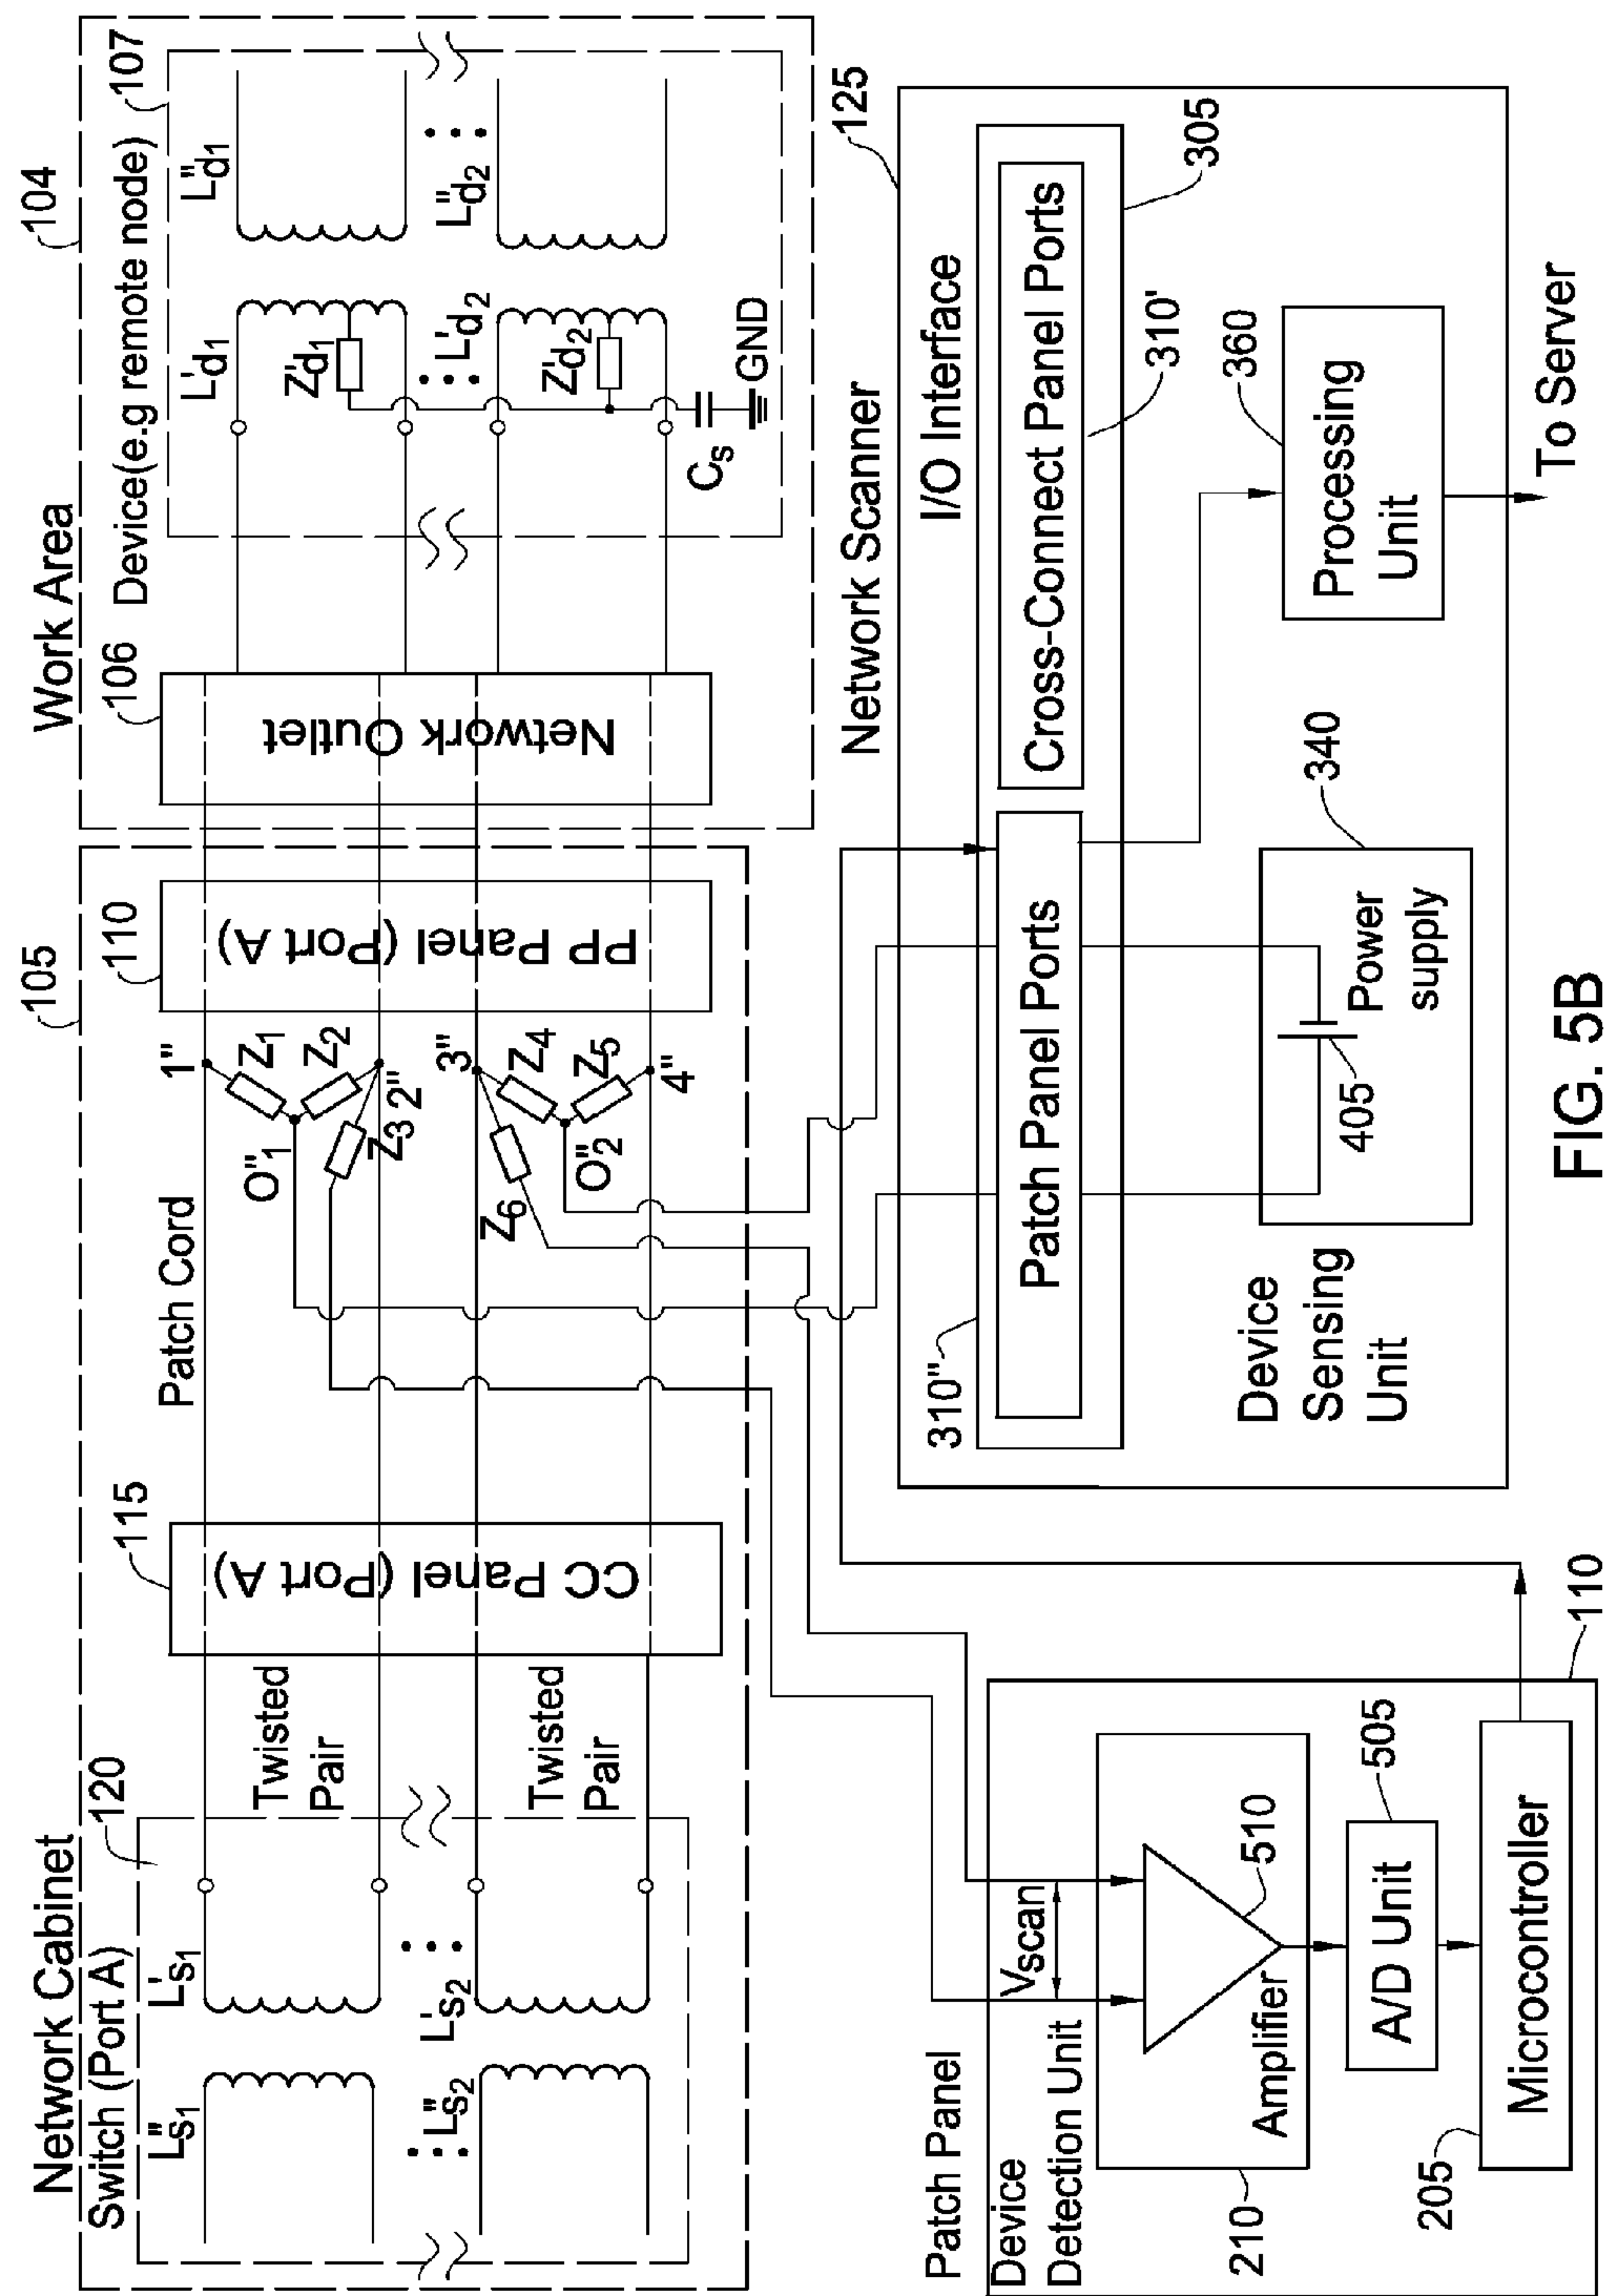 Network Cabinet
Switch (Port A)
120
L"s1
L's1
L"s2
L's2
Twisted
Pair
Twisted
Pair
115
CC Panel (Port A)
Patch Cord
105
1"
Z1
Z2
O"1
Z3 2"
3"
Z4
Z5
O"2
4"
Z6
110
PP Panel (Port A)
Work Area
104
106
Network Outlet
Device(e.g remote node)
107
L'd1
L"d1
Z'd1
L'd2
L"d2
Z'd2
Cs
GND
Patch Panel
Device
Detection Unit
Vscan
510
Amplifier
210
505
A/D Unit
Microcontroller
205
110
Network Scanner
125
I/O Interface
310"
Patch Panel Ports
Cross-Connect Panel Ports
305
310'
Device
Sensing
Unit
405
Power
supply
340
360
Processing
Unit
To Server
FIG. 5B